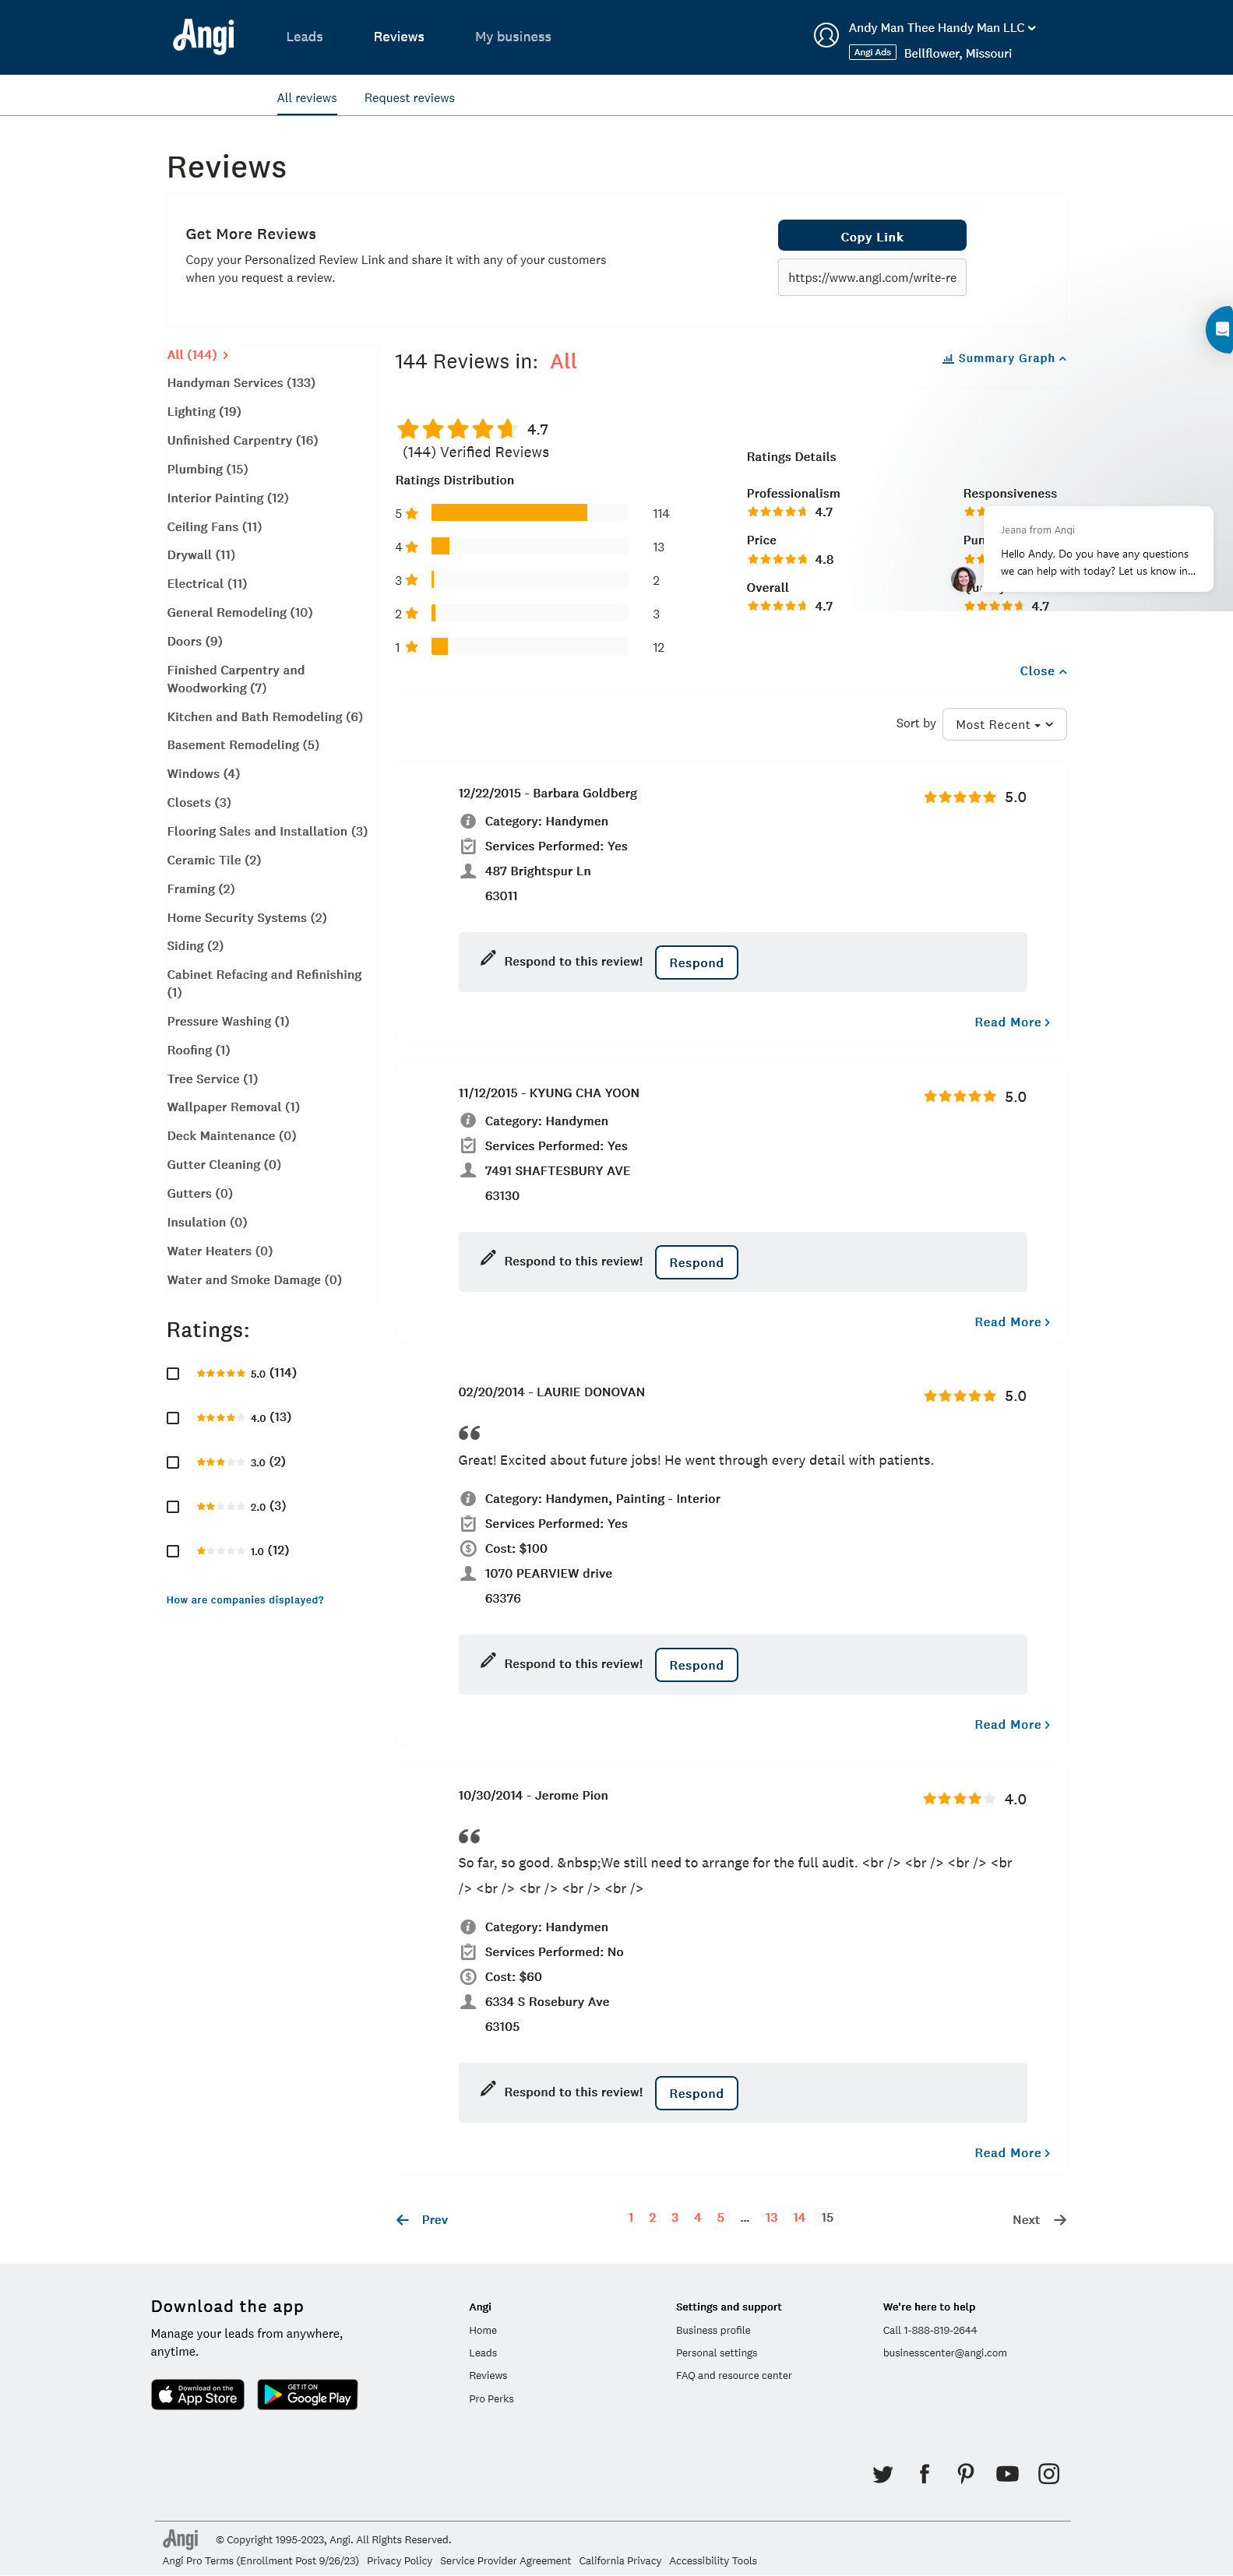 Angi
Leads
Reviews
My business
Andy Man Thee Handy Man LLC
Angi Ads
Bellflower, Missouri
All reviews
Request reviews
Reviews
Get More Reviews
Copy your Personalized Review Link and share it with any of your customers
when you request a review.
Copy Link
https://www.angi.com/write-re
All (144)
Handyman Services (133)
Lighting (19)
Unfinished Carpentry (16)
Plumbing (15)
Interior Painting (12)
Ceiling Fans (11)
Drywall (11)
Electrical (11)
General Remodeling (10)
Doors (9)
Finished Carpentry and
Woodworking (7)
Kitchen and Bath Remodeling (6)
Basement Remodeling (5)
Windows (4)
Closets (3)
Flooring Sales and Installation (3)
Ceramic Tile (2)
Framing (2)
Home Security Systems (2)
Siding (2)
Cabinet Refacing and Refinishing
(1)
Pressure Washing (1)
Roofing (1)
Tree Service (1)
Wallpaper Removal (1)
Deck Maintenance (0)
Gutter Cleaning (0)
Gutters (0)
Insulation (0)
Water Heaters (0)
Water and Smoke Damage (0)
Ratings:
5.0 (114)
4.0 (13)
3.0 (2)
2.0 (3)
1.0 (12)
How are companies displayed?
144 Reviews in: All
Summary Graph
4.7
(144) Verified Reviews
Ratings Distribution
5 114
4 13
3 2
2 3
1 12
Ratings Details
Professionalism
4.7
Price
4.8
Overall
4.7
Responsiveness
4.7
Jeana from Angi
Hello Andy. Do you have any questions
we can help with today? Let us know in...
Close
Sort by
Most Recent
12/22/2015 - Barbara Goldberg
5.0
Category: Handymen
Services Performed: Yes
487 Brightspur Ln
63011
Respond to this review!
Respond
Read More
11/12/2015 - KYUNG CHA YOON
5.0
Category: Handymen
Services Performed: Yes
7491 SHAFTESBURY AVE
63130
Respond to this review!
Respond
Read More
02/20/2014 - LAURIE DONOVAN
5.0
Great! Excited about future jobs! He went through every detail with patients.
Category: Handymen, Painting - Interior
Services Performed: Yes
Cost: $100
1070 PEARVIEW drive
63376
Respond to this review!
Respond
Read More
10/30/2014 - Jerome Pion
4.0
So far, so good. &nbsp;We still need to arrange for the full audit. <br /> <br /> <br /> <br
/> <br /> <br /> <br /> <br />
Category: Handymen
Services Performed: No
Cost: $60
6334 S Rosebury Ave
63105
Respond to this review!
Respond
Read More
Prev
1 2 3 4 5 ... 13 14 15
Next
Download the app
Manage your leads from anywhere,
anytime.
Download on the
App Store
GET IT ON
Google Play
Angi
Home
Leads
Reviews
Pro Perks
Settings and support
Business profile
Personal settings
FAQ and resource center
We're here to help
Call 1-888-819-2644
businesscenter@angi.com
Angi
© Copyright 1995-2023, Angi. All Rights Reserved.
Angi Pro Terms (Enrollment Post 9/26/23) Privacy Policy Service Provider Agreement California Privacy Accessibility Tools